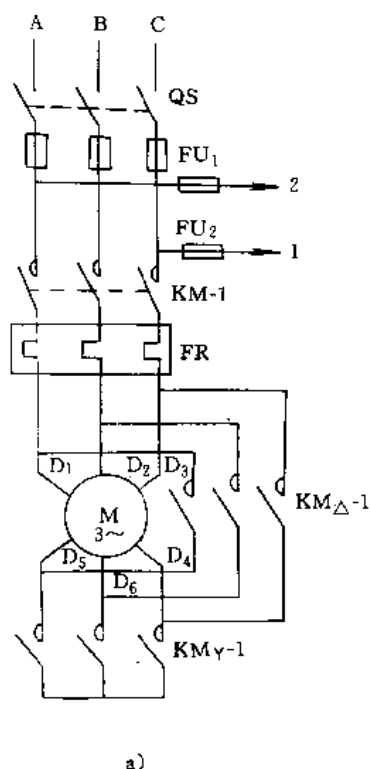 A B C
QS
FU₁
2
FU₂
1
KM-1
FR
D₁ D₂ D₃
KM△-1
M
3~
D₅ D₄
D₆
KMY-1
a)